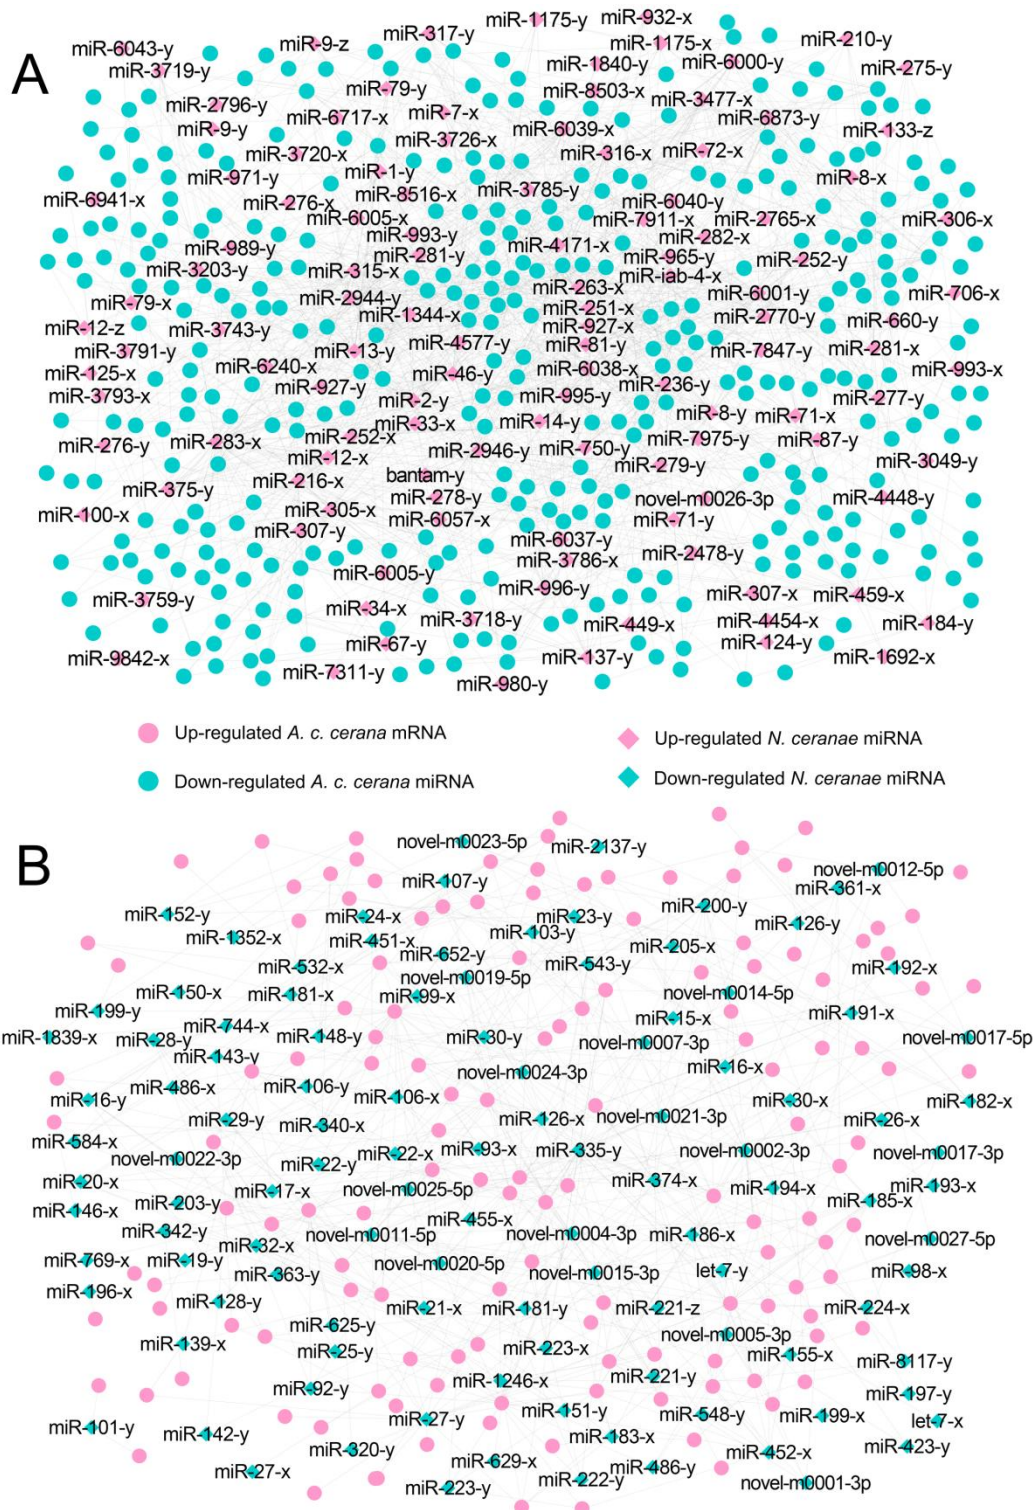 A
miR-1175-y
miR-932-x
miR-6043-y
miR-9-z
miR-317-y
miR-1175-x
miR-210-y
miR-3719-y
miR-1840-y
miR-6000-y
miR-275-y
miR-79-y
miR-8503-x
miR-3477-x
miR-2796-y
miR-6717-x
miR-7-x
miR-6873-y
miR-9-y
miR-3726-x
miR-6039-x
miR-133-z
miR-3720-x
miR-316-x
miR-72-x
miR-971-y
miR-1-y
miR-8-x
miR-6941-x
miR-276-x
miR-8516-x
miR-3785-y
miR-6040-y
miR-6005-x
miR-7911-x
miR-2765-x
miR-306-x
miR-993-y
miR-282-x
miR-989-y
miR-281-y
miR-4171-x
miR-965-y
miR-252-y
miR-3203-y
miR-315-x
miR-iab-4-x
miR-263-x
miR-6001-y
miR-706-x
miR-79-x
miR-2944-y
miR-251-x
miR-2770-y
miR-660-y
miR-12-z
miR-3743-y
miR-1344-x
miR-927-x
miR-3791-y
miR-13-y
miR-4577-y
miR-81-y
miR-7847-y
miR-281-x
miR-125-x
miR-6240-x
miR-46-y
miR-6038-x
miR-993-x
miR-3793-x
miR-927-y
miR-2-y
miR-995-y
miR-236-y
miR-277-y
miR-33-x
miR-14-y
miR-8-y
miR-71-x
miR-276-y
miR-283-x
miR-252-x
miR-2946-y
miR-750-y
miR-7975-y
miR-87-y
miR-12-x
miR-279-y
miR-3049-y
miR-375-y
miR-216-x
bantam-y
miR-278-y
novel-m0026-3p
miR-4448-y
miR-100-x
miR-305-x
miR-6057-x
miR-71-y
miR-307-y
miR-6037-y
miR-3786-x
miR-2478-y
miR-6005-y
miR-996-y
miR-3759-y
miR-34-x
miR-307-x
miR-459-x
miR-3718-y
miR-449-x
miR-4454-x
miR-184-y
miR-67-y
miR-124-y
miR-9842-x
miR-7311-y
miR-137-y
miR-1692-x
miR-980-y
Up-regulated A. c. cerana mRNA
Up-regulated N. ceranae miRNA
Down-regulated A. c. cerana miRNA
Down-regulated N. ceranae miRNA
B
novel-m0023-5p
miR-2137-y
novel-m0012-5p
miR-107-y
miR-361-x
miR-152-y
miR-24-x
miR-23-y
miR-200-y
miR-126-y
miR-1352-x
miR-451-x
miR-103-y
miR-652-y
miR-205-x
miR-532-x
miR-543-y
miR-192-x
novel-m0019-5p
miR-150-x
miR-181-x
miR-99-x
novel-m0014-5p
miR-199-y
miR-15-x
miR-191-x
miR-744-x
miR-1839-x
miR-28-y
miR-148-y
miR-30-y
novel-m0007-3p
novel-m0017-5p
miR-143-y
miR-16-x
novel-m0024-3p
miR-486-x
miR-106-y
miR-106-x
miR-16-y
miR-30-x
miR-182-x
miR-29-y
miR-340-x
miR-126-x
novel-m0021-3p
miR-26-x
miR-584-x
novel-m0022-3p
miR-22-y
miR-22-x
miR-93-x
miR-335-y
novel-m0002-3p
novel-m0017-3p
miR-20-x
miR-17-x
novel-m0025-5p
miR-374-x
miR-194-x
miR-193-x
miR-146-x
miR-203-y
miR-185-x
miR-342-y
miR-455-x
miR-32-x
novel-m0011-5p
novel-m0004-3p
miR-186-x
novel-m0027-5p
miR-769-x
miR-19-y
miR-363-y
novel-m0020-5p
novel-m0015-3p
let-7-y
miR-98-x
miR-196-x
miR-128-y
miR-21-x
miR-181-y
miR-221-z
miR-224-x
miR-625-y
novel-m0005-3p
miR-139-x
miR-25-y
miR-223-x
miR-155-x
miR-8117-y
miR-92-y
miR-1246-x
miR-221-y
miR-197-y
miR-101-y
miR-27-y
miR-151-y
miR-548-y
miR-199-x
let-7-x
miR-142-y
miR-320-y
miR-183-x
miR-452-x
miR-423-y
miR-27-x
miR-629-x
miR-486-y
miR-223-y
miR-222-y
novel-m0001-3p